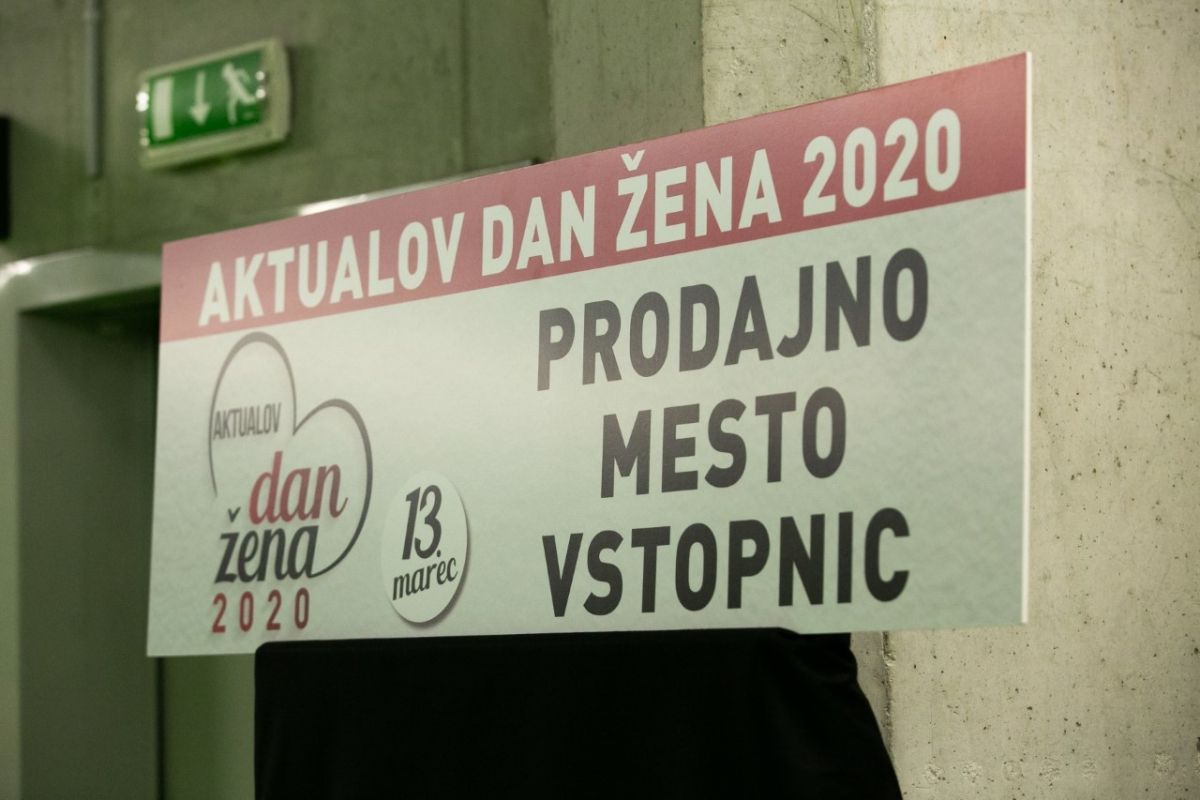 AKTUALOV DAN ŽENA 2020
PRODAJNO
MESTO
VSTOPNIC
AKTUALOV
dan
žena
2020
13.
marec